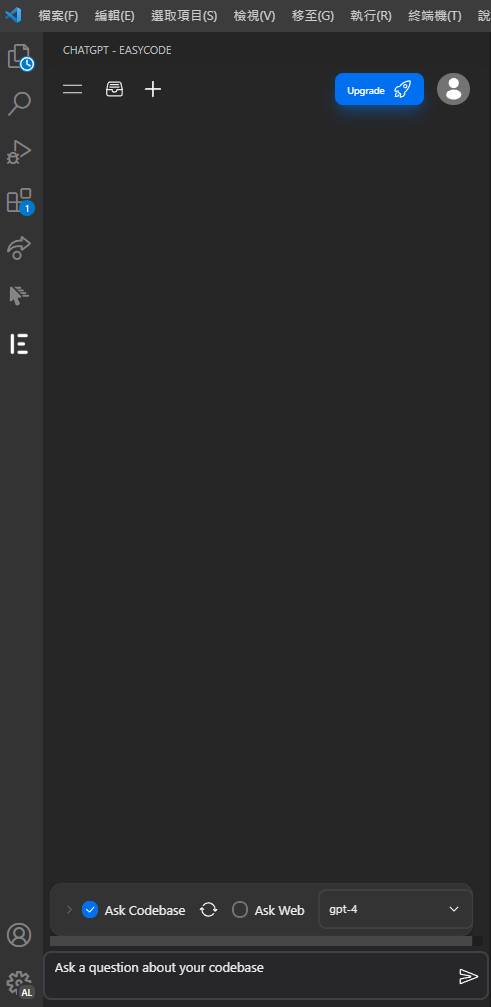 檔案(F) 編輯(E) 選取項目(S) 檢視(V) 移至(G) 執行(R) 終端機(T) 說
CHATGPT - EASYCODE
Upgrade
1
Ask Codebase Ask Web gpt-4
Ask a question about your codebase
AL